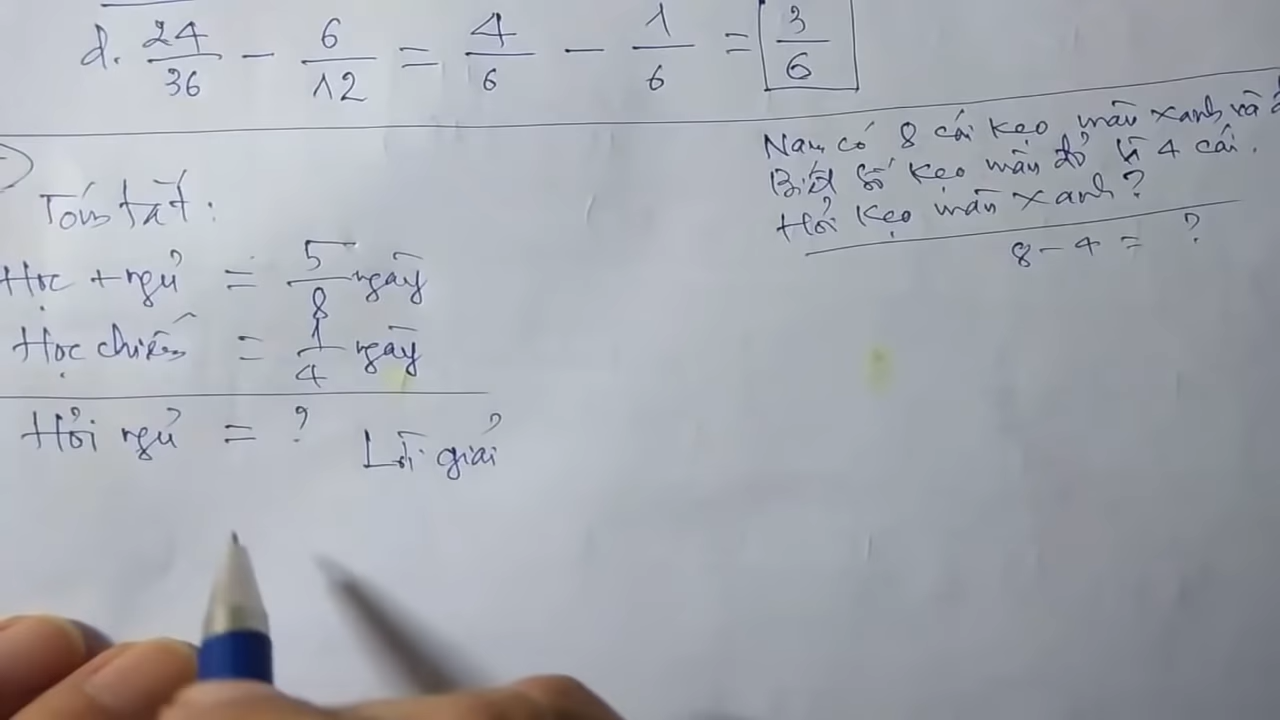 d. 24/36 - 6/12 = 4/6 - 1/6 = 3/6
Nam có 8 cái kẹo màu xanh và
Biết số kẹo màu đỏ là 4 cái.
Hỏi kẹo màu xanh?
8 - 4 = ?
Tóm tắt:
Học + ngủ = 5/8 ngày
Học chiếm = 1/4 ngày
Hỏi ngủ = ?
Lời giải